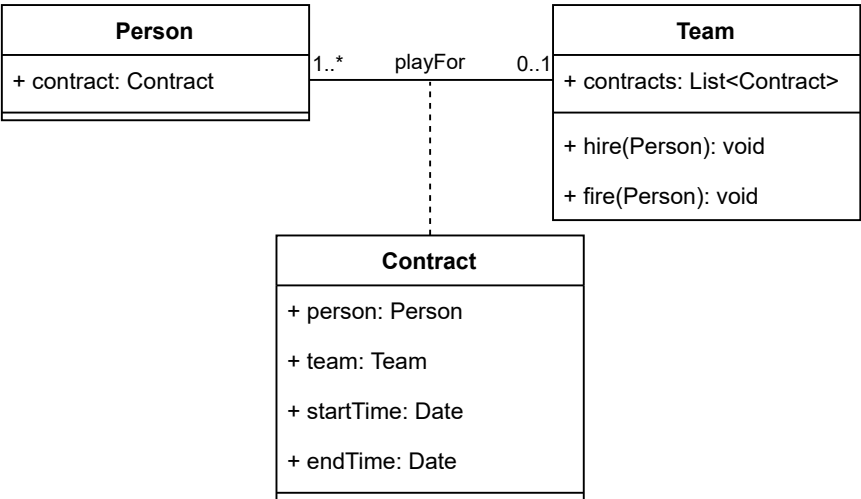 Person
+ contract: Contract
1..*
playFor
0..1
Team
+ contracts: List<Contract>
+ hire(Person): void
+ fire(Person): void
Contract
+ person: Person
+ team: Team
+ startTime: Date
+ endTime: Date